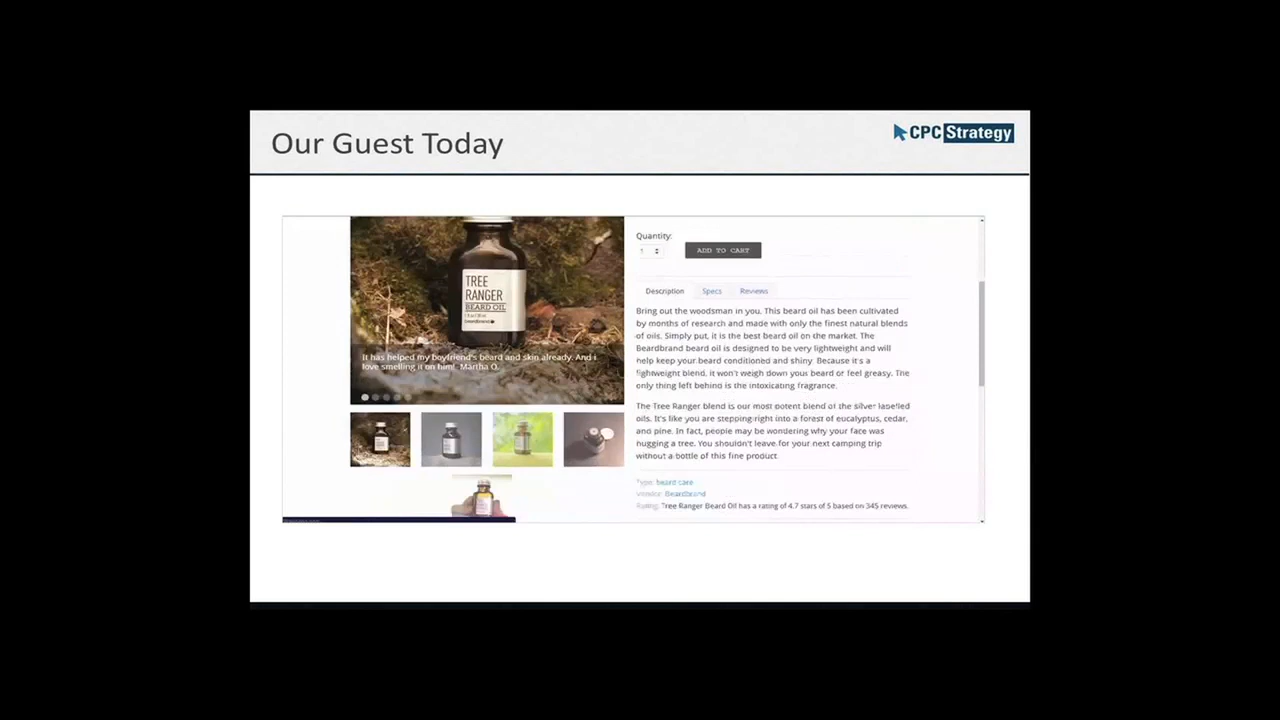 Our Guest Today
CPC Strategy
TREE
RANGER
BEARD OIL
It has helped my boyfriend's beard and skin already. And i
love smelling it on him! Martha O.
Quantity:
1
ADD TO CART
Description Specs Reviews
Bring out the woodsman in you. This beard oil has been cultivated
by months of research and made with only the finest natural blends
of oils. Simply put, it is the best beard oil on the market. The
Beardbrand beard oil is designed to be very lightweight and will
help keep your beard conditioned and shiny. Because it's a
lightweight blend, it won't weigh down your beard or feel greasy. The
only thing left behind is the intoxicating fragrance.
The Tree Ranger blend is our most potent blend of the silver labelled
oils. It's like you are stepping right into a forest of eucalyptus, cedar,
and pine. In fact, people may be wondering why your face was
hugging a tree. You shouldn't leave for your next camping trip
without a bottle of this fine product.
Type: beard care
Vendor: Beardbrand
Rating: Tree Ranger Beard Oil has a rating of 4.7 stars of 5 based on 345 reviews.